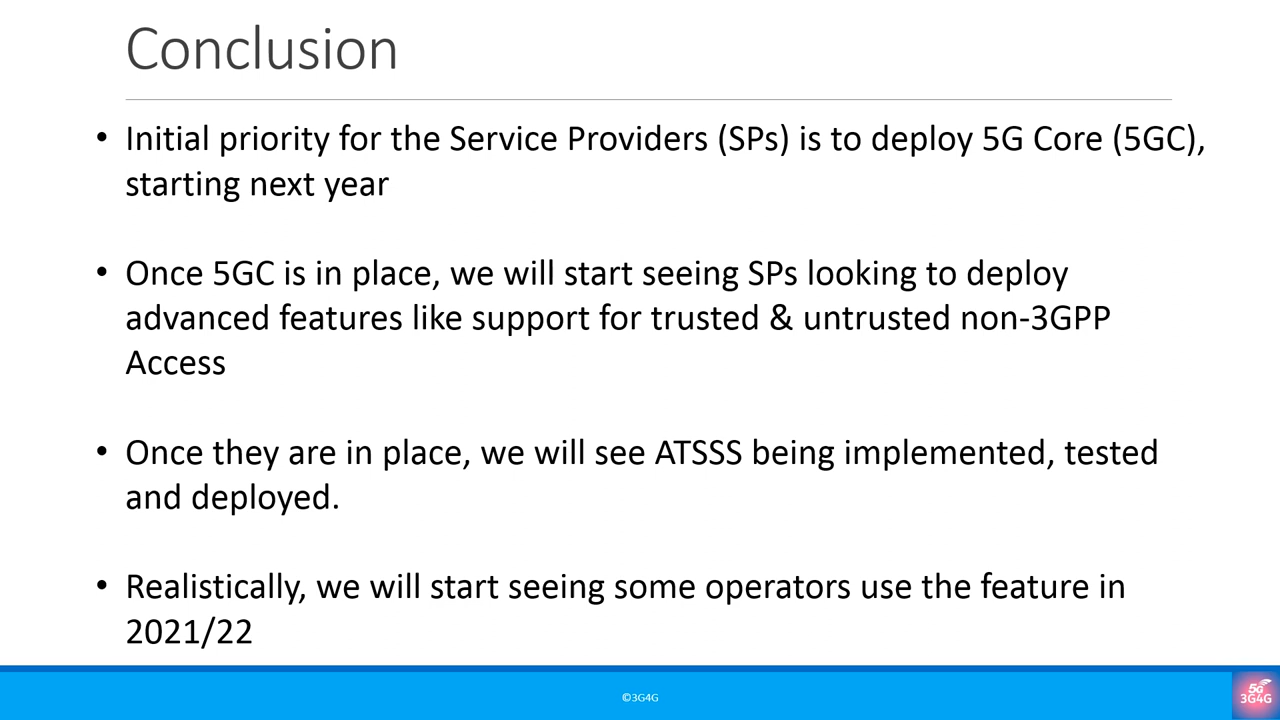 Conclusion
• Initial priority for the Service Providers (SPs) is to deploy 5G Core (5GC),
starting next year
• Once 5GC is in place, we will start seeing SPs looking to deploy
advanced features like support for trusted & untrusted non-3GPP
Access
• Once they are in place, we will see ATSSS being implemented, tested
and deployed.
• Realistically, we will start seeing some operators use the feature in
2021/22
©3G4G
5G
3G4G